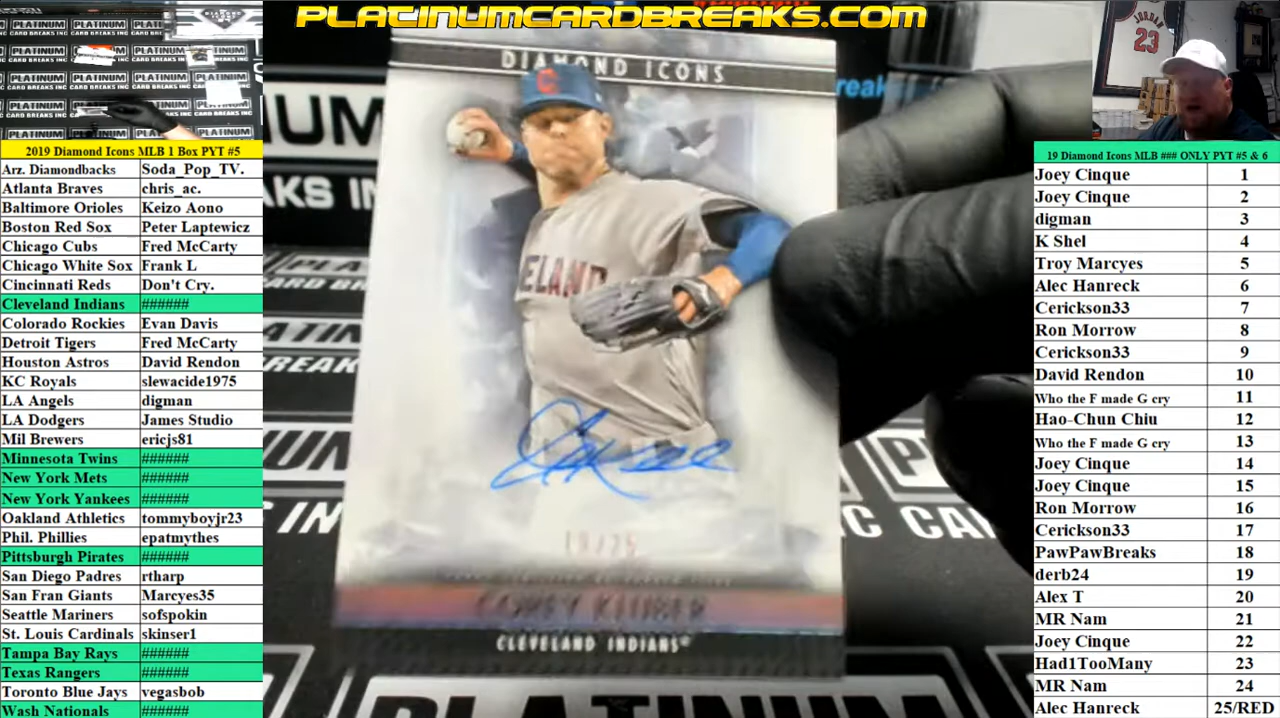 PLATINUMCARDBREAKS.COM
2019 Diamond Icons MLB 1 Box PYT #5
Arz. Diamondbacks Soda_Pop_TV.
Atlanta Braves chris_ac.
Baltimore Orioles Keizo Aono
Boston Red Sox Peter Laptewicz
Chicago Cubs Fred McCarty
Chicago White Sox Frank L
Cincinnati Reds Don't Cry.
Cleveland Indians ######
Colorado Rockies Evan Davis
Detroit Tigers Fred McCarty
Houston Astros David Rendon
KC Royals slewacide1975
LA Angels digman
LA Dodgers James Studio
Mil Brewers ericjs81
Minnesota Twins ######
New York Mets ######
New York Yankees ######
Oakland Athletics tommyboyjr23
Phil. Phillies epatmythes
Pittsburgh Pirates ######
San Diego Padres rtharp
San Fran Giants Marcyes35
Seattle Mariners sofspokin
St. Louis Cardinals skinser1
Tampa Bay Rays ######
Texas Rangers ######
Toronto Blue Jays vegasbob
Wash Nationals ######
DIAMOND ICONS
C
ELAND
19/25
COREY KLUBER
CLEVELAND INDIANS®
PLATINUM
JORDAN
23
19 Diamond Icons MLB ### ONLY PYT #5 & 6
Joey Cinque 1
Joey Cinque 2
digman 3
K Shel 4
Troy Marcyes 5
Alec Hanreck 6
Cerickson33 7
Ron Morrow 8
Cerickson33 9
David Rendon 10
Who the F made G cry 11
Hao-Chun Chiu 12
Who the F made G cry 13
Joey Cinque 14
Joey Cinque 15
Ron Morrow 16
Cerickson33 17
PawPawBreaks 18
derb24 19
Alex T 20
MR Nam 21
Joey Cinque 22
Had1TooMany 23
MR Nam 24
Alec Hanreck 25/RED